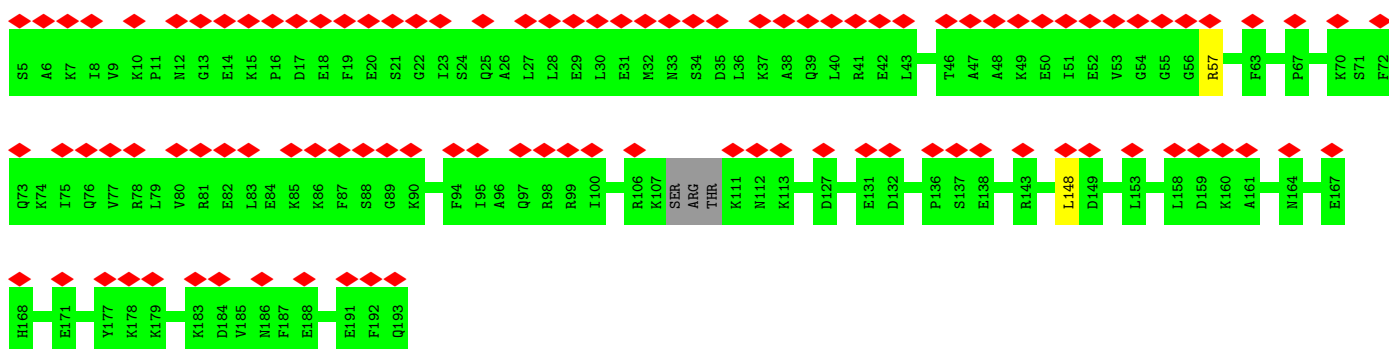 S5 A6 K7 I8 V9 K10 P11 N12 G13 E14 K15 P16 D17 E18 F19 E20 S21 G22 I23 S24 Q25 A26 L27 L28 E29 L30 E31 M32 N33 S34 D35 L36 K37 A38 Q39 L40 R41 E42 L43 T46 A47 A48 K49 E50 I51 E52 V53 G54 G55 G56 R57 F63 P67 K70 S71 F72
Q73 K74 I75 Q76 V77 R78 L79 V80 R81 E82 L83 E84 K85 K86 F87 S88 G89 K90 F94 I95 A96 Q97 R98 R99 I100 R106 K107 SER ARG THR K111 N112 K113 D127 E131 D132 P136 S137 E138 R143 L148 D149 L153 L158 D159 K160 A161 N164 E167
H168 E171 Y177 K178 K179 K183 D184 V185 N186 F187 E188 E191 F192 Q193